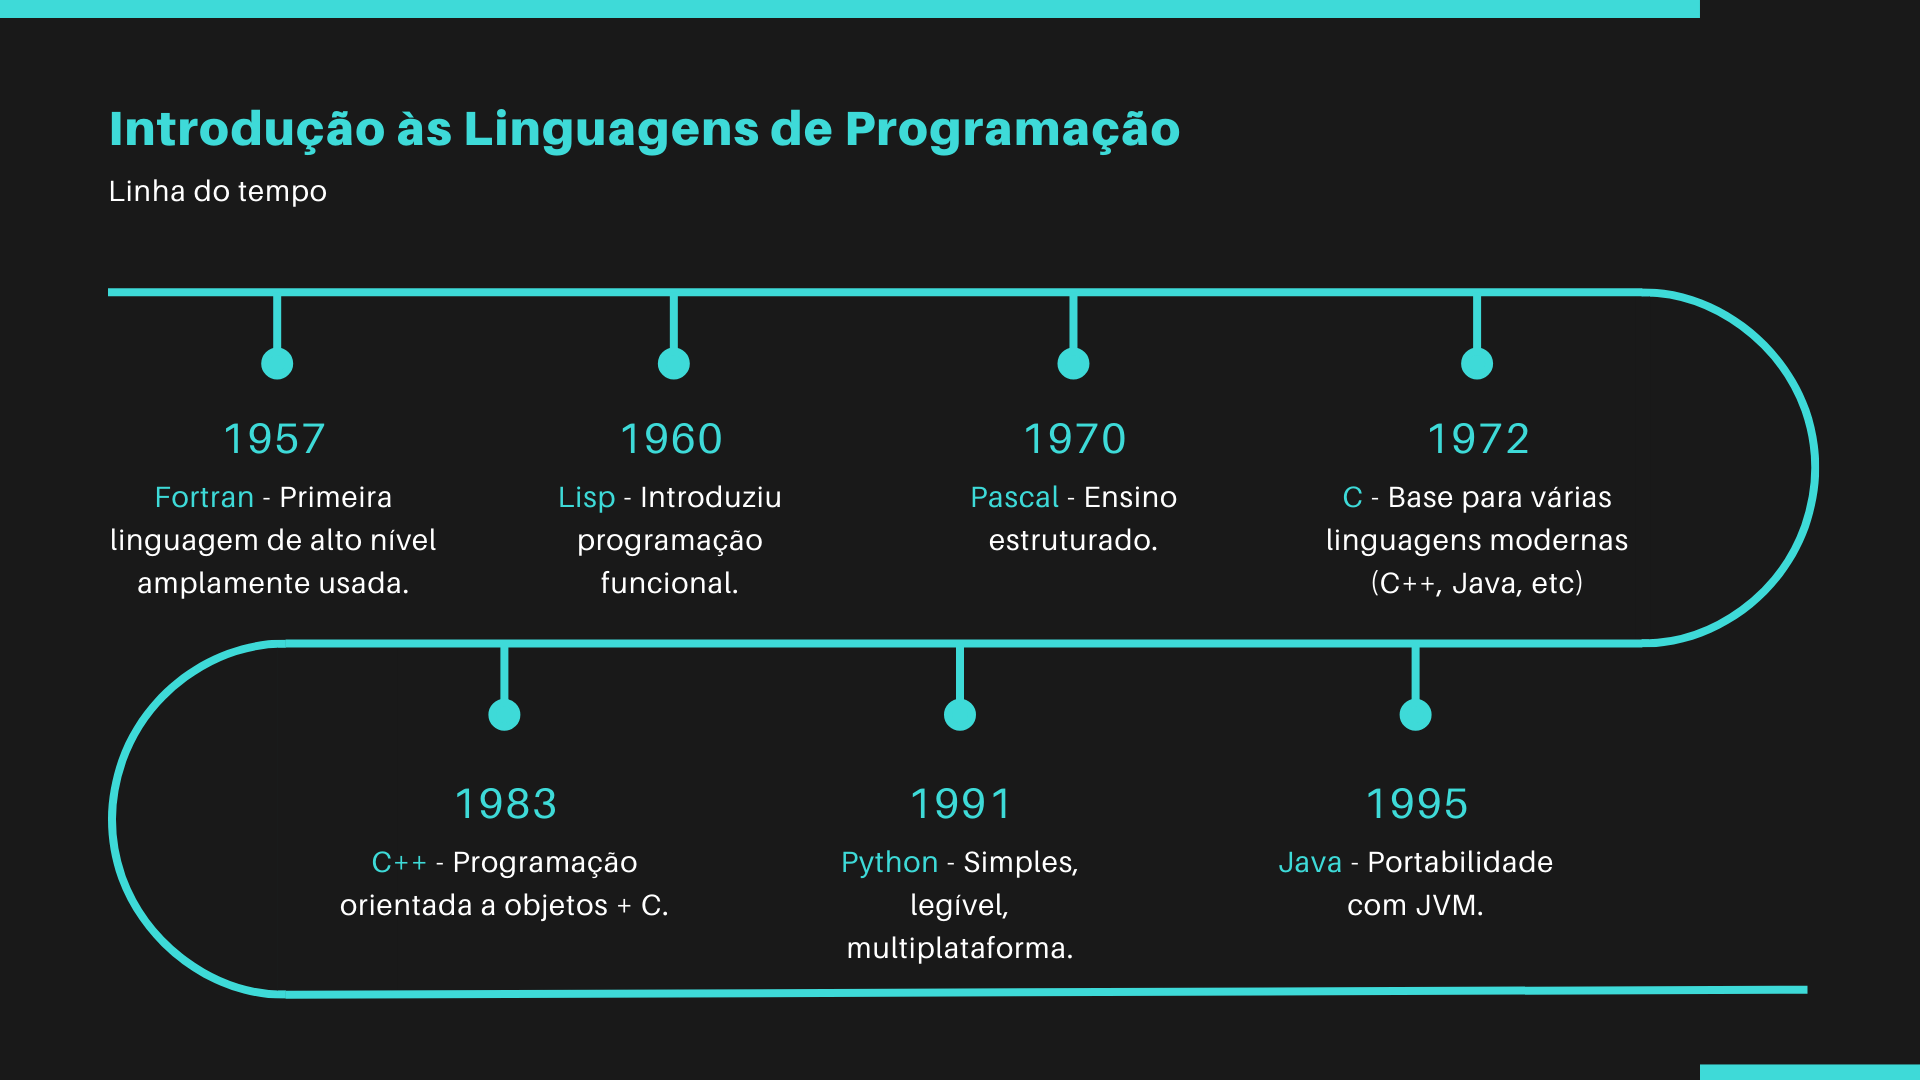 Introdução às Linguagens de Programação
Linha do tempo
1957
Fortran - Primeira
linguagem de alto nível
amplamente usada.
1960
Lisp - Introduziu
programação
funcional.
1970
Pascal - Ensino
estruturado.
1972
C - Base para várias
linguagens modernas
(C++, Java, etc)
1983
C++ - Programação
orientada a objetos + C.
1991
Python - Simples,
legível,
multiplataforma.
1995
Java - Portabilidade
com JVM.